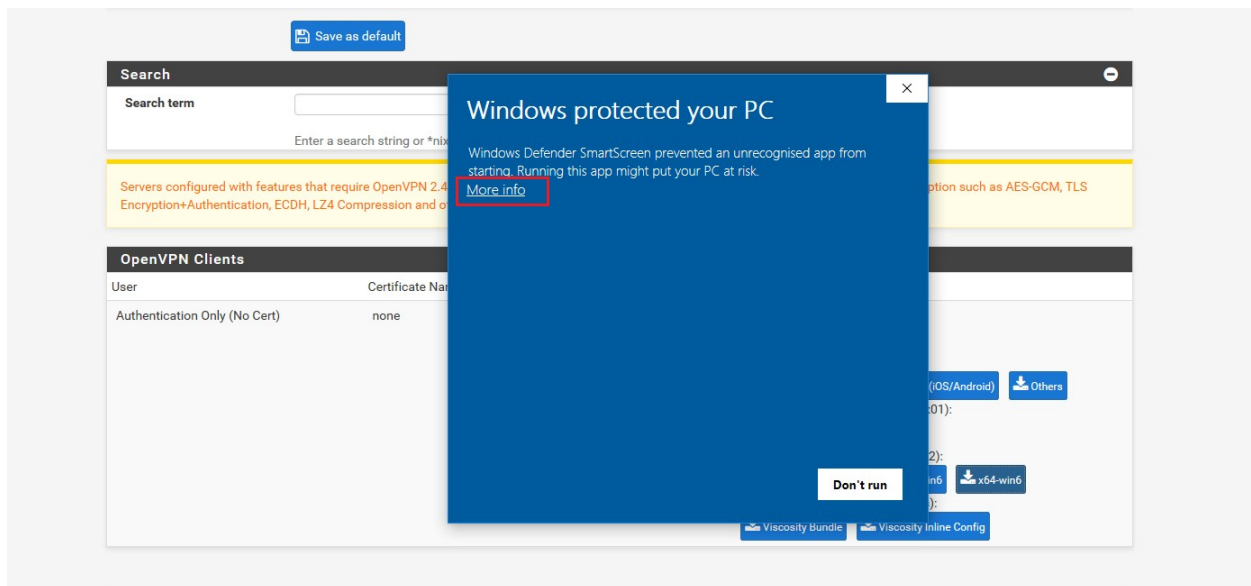 Save as default
Search
Search term
Enter a search string or *nix
Windows protected your PC
Windows Defender SmartScreen prevented an unrecognised app from
starting. Running this app might put your PC at risk.
More info
Servers configured with features that require OpenVPN 2.4
ption such as AES-GCM, TLS
Encryption+Authentication, ECDH, LZ4 Compression and o
OpenVPN Clients
User
Certificate Na
Authentication Only (No Cert)
none
(iOS/Android)
Others
:01):
2):
in6
x64-win6
):
Don't run
Viscosity Bundle
Viscosity Inline Config